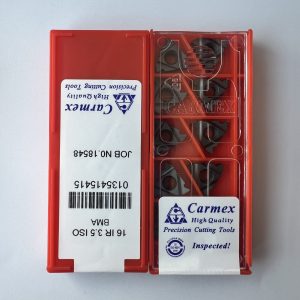 Carmex
High Quality
Precision Cutting Tools
JOB NO.18548
0135415415
BMA
16 IR 3.5 ISO
CARMEX
Carmex
High Quality
Precision Cutting Tools
Inspected!